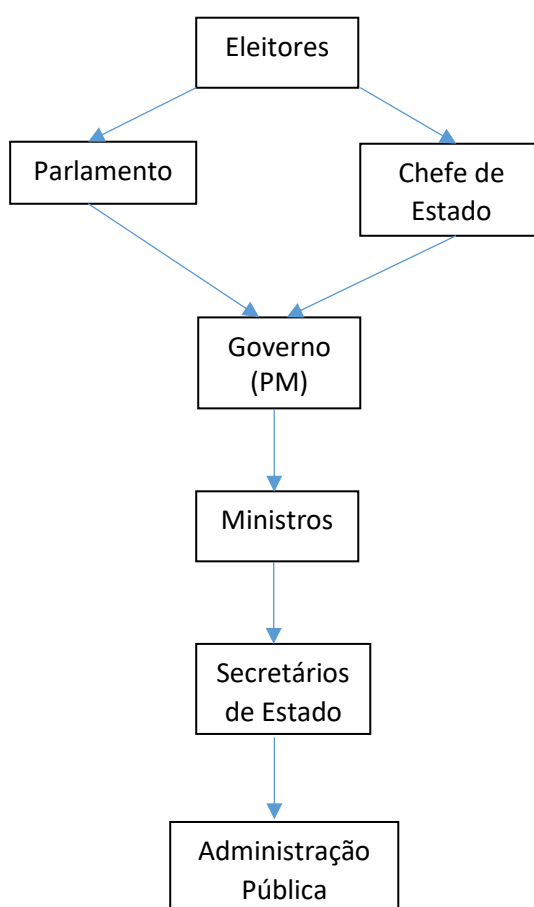 Eleitores
Parlamento
Chefe de
Estado
Governo
(PM)
Ministros
Secretários
de Estado
Administração
Pública